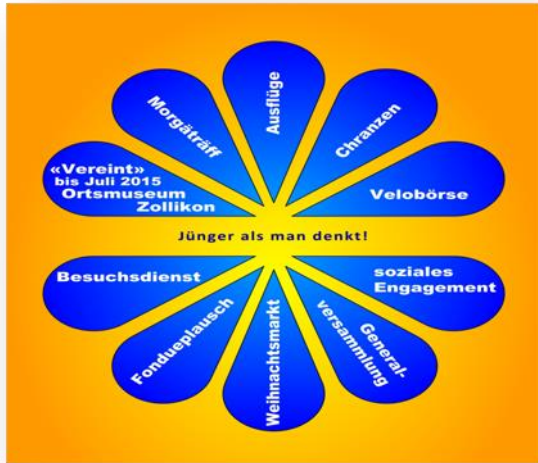 Ausflüge
Chranzen
Velobörse
Morgäträff
«Vereint»
bis Juli 2015
Ortsmuseum
Zollikon
Jünger als man denkt!
Besuchsdienst
soziales
Engagement
Fondueplausch
Weihnachtsmarkt
General-
versammlung